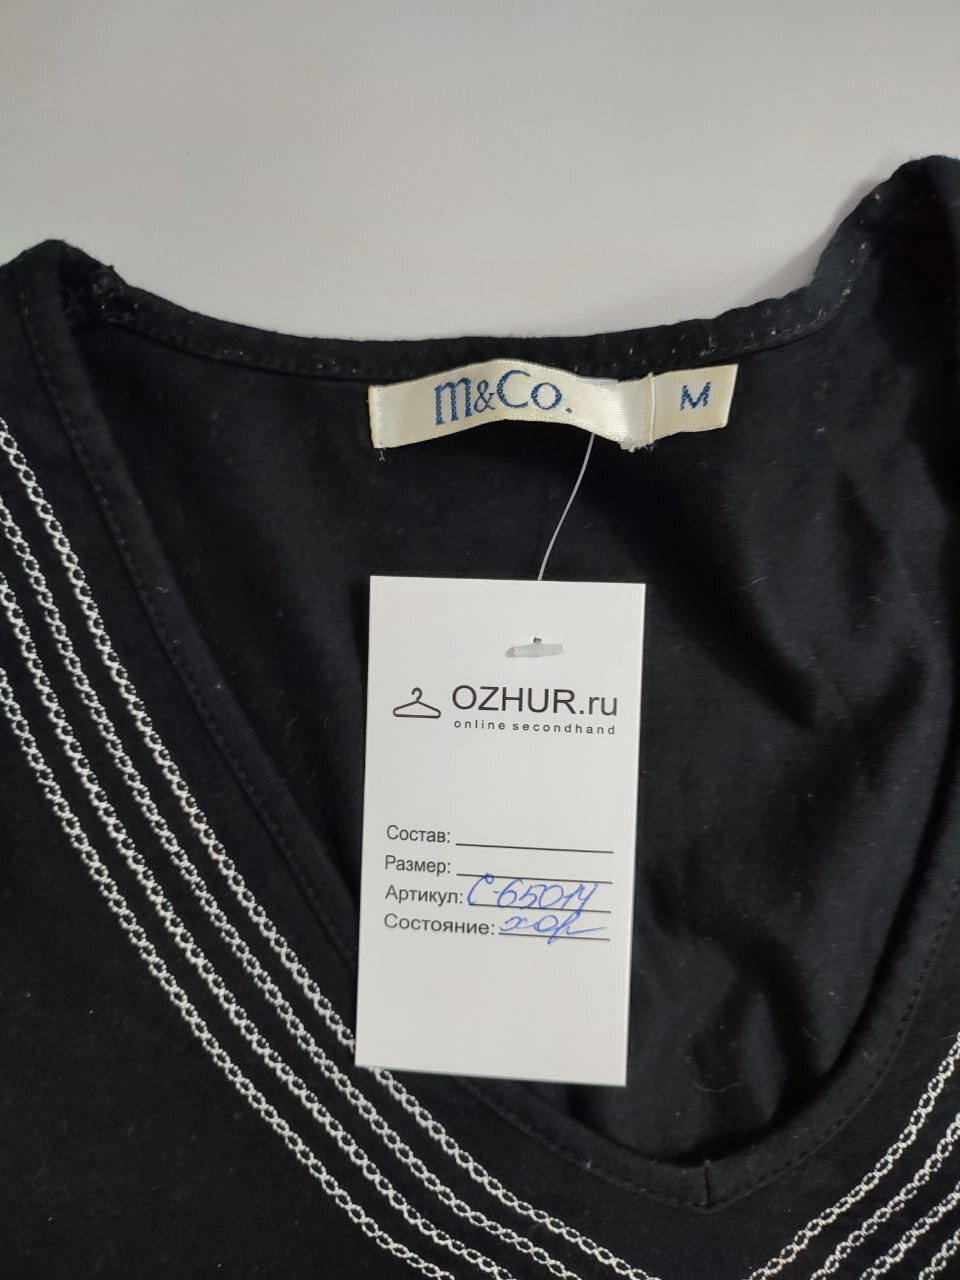 m&Co.
M
OZHUR.ru
online secondhand
Состав:
Размер:
Артикул: С-65014
Состояние: хор